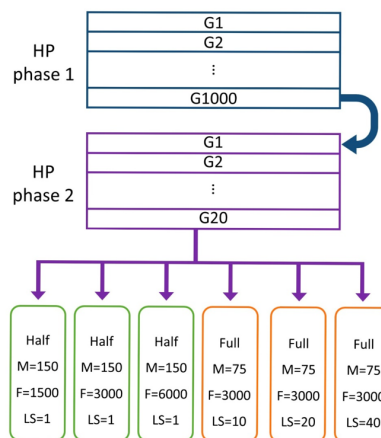 HP
phase 1
G1
G2
⋮
G1000
HP
phase 2
G1
G2
⋮
G20
Half
M=150
F=1500
LS=1
Half
M=150
F=3000
LS=1
Half
M=150
F=6000
LS=1
Full
M=75
F=3000
LS=10
Full
M=75
F=3000
LS=20
Full
M=75
F=3000
LS=40